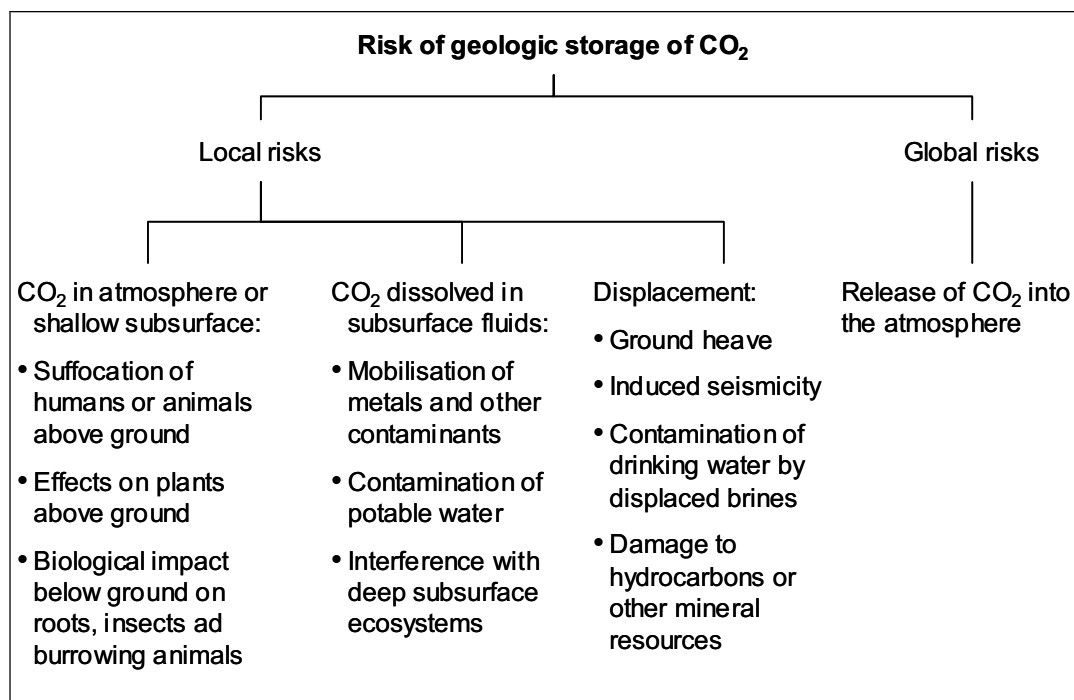 Risk of geologic storage of CO₂
Local risks
Global risks
CO₂ in atmosphere or
shallow subsurface:
• Suffocation of
humans or animals
above ground
• Effects on plants
above ground
• Biological impact
below ground on
roots, insects ad
burrowing animals
CO₂ dissolved in
subsurface fluids:
• Mobilisation of
metals and other
contaminants
• Contamination of
potable water
• Interference with
deep subsurface
ecosystems
Displacement:
• Ground heave
• Induced seismicity
• Contamination of
drinking water by
displaced brines
• Damage to
hydrocarbons or
other mineral
resources
Release of CO₂ into
the atmosphere